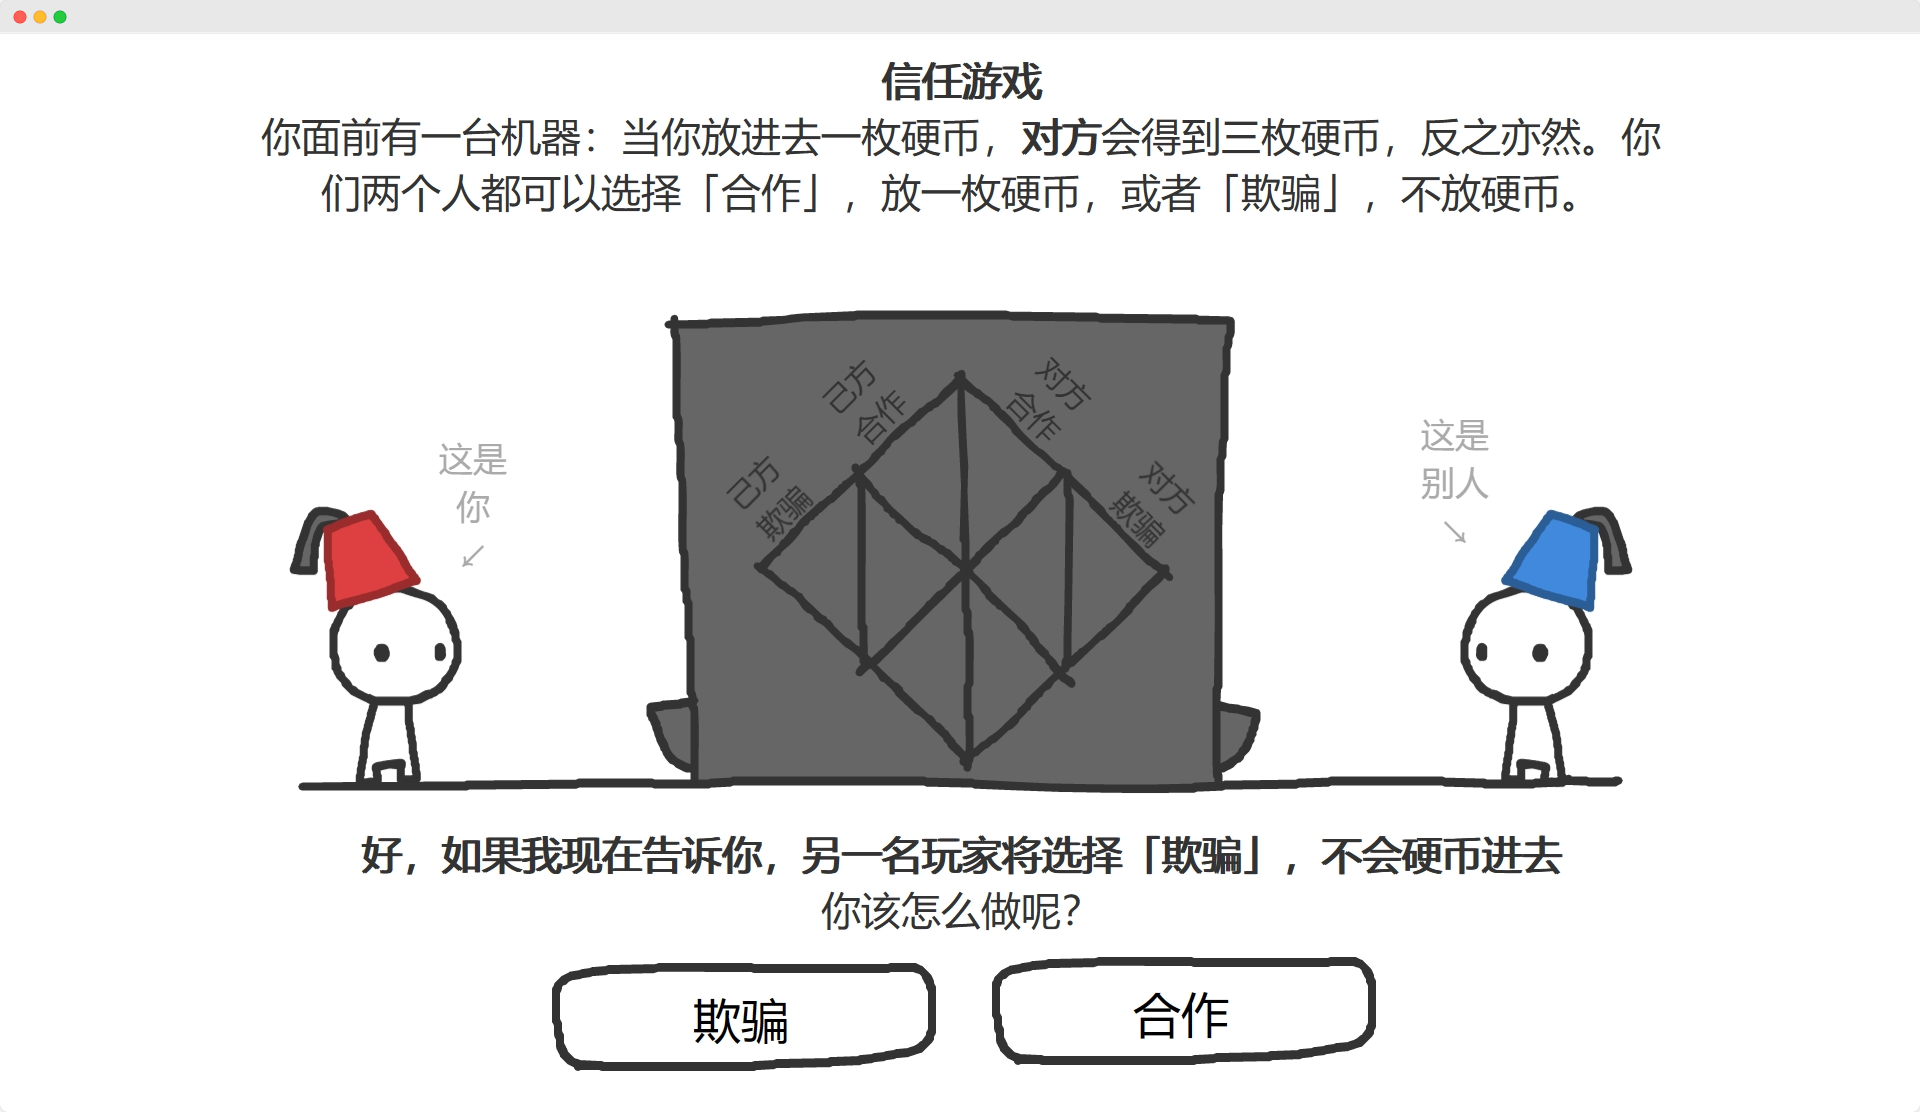 信任游戏
你面前有一台机器：当你放进去一枚硬币，对方会得到三枚硬币，反之亦然。你
们两个人都可以选择「合作」，放一枚硬币，或者「欺骗」，不放硬币。
己方
合作
对方
合作
己方
欺骗
对方
欺骗
这是
你
↙
这是
别人
↘
好，如果我现在告诉你，另一名玩家将选择「欺骗」，不会硬币进去
你该怎么做呢？
欺骗
合作